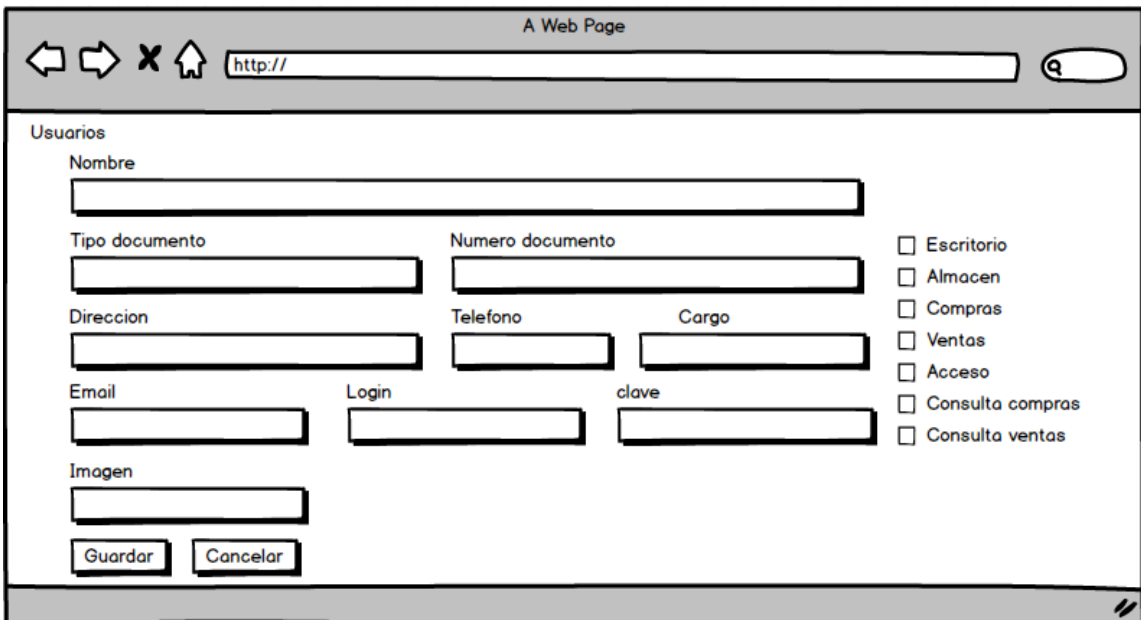 A Web Page
http://
Usuarios
Nombre
Tipo documento
Numero documento
Direccion
Telefono
Cargo
Email
Login
clave
Imagen
Guardar
Cancelar
Escritorio
Almacen
Compras
Ventas
Acceso
Consulta compras
Consulta ventas